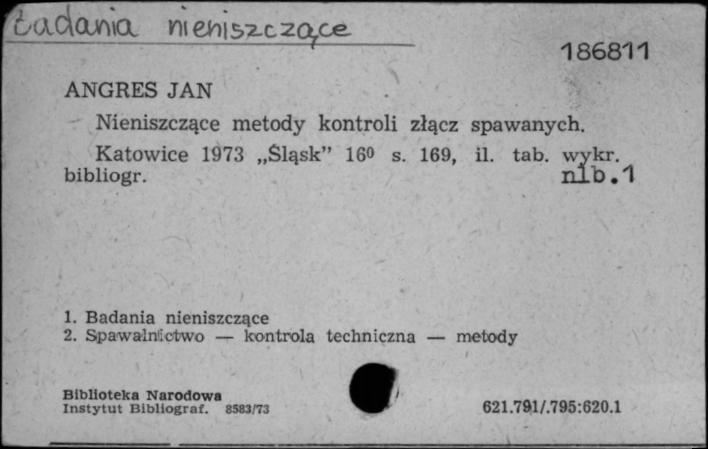 Badania nieniszczące
186811
ANGRES JAN
Nieniszczące metody kontroli złącz spawanych.
Katowice 1973 „Śląsk” 16⁰ s. 169, il. tab. wykr.
bibliogr. nlb.1
1. Badania nieniszczące
2. Spawalnictwo — kontrola techniczna — metody
Biblioteka Narodowa
Instytut Bibliograf. 8583/73
621.791/.795:620.1